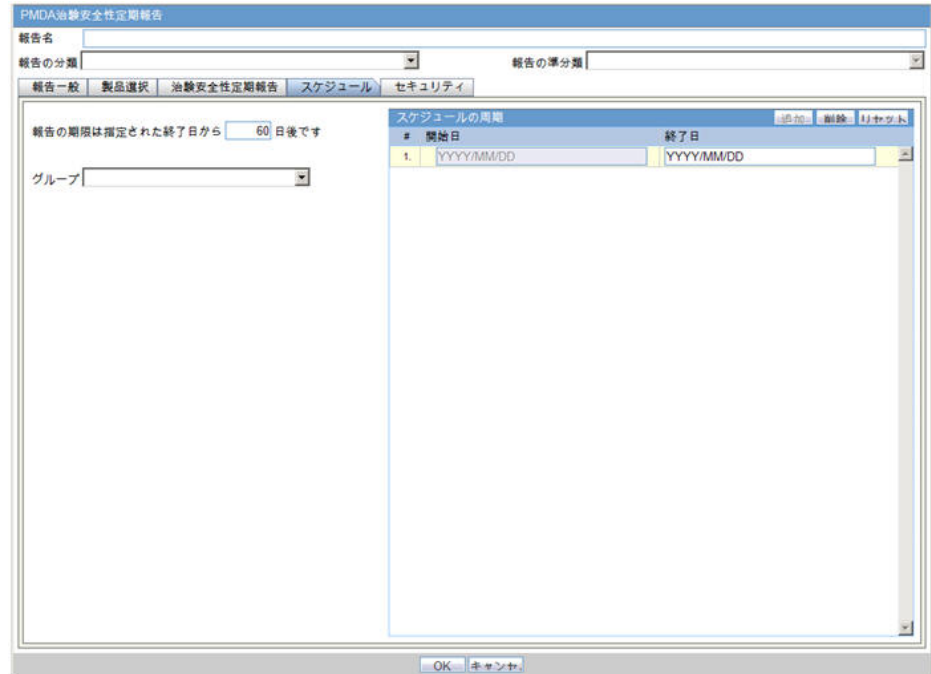 PMDA治験安全性定期報告
報告名
報告の分類 報告の準分類
報告一般 製品選択 治験安全性定期報告 スケジュール セキュリティ
スケジュールの周期 追加 削除 リセット
報告の期限は指定された終了日から 60 日後です
# 開始日 終了日
1. YYYY/MM/DD YYYY/MM/DD
グループ
OK キャンセ